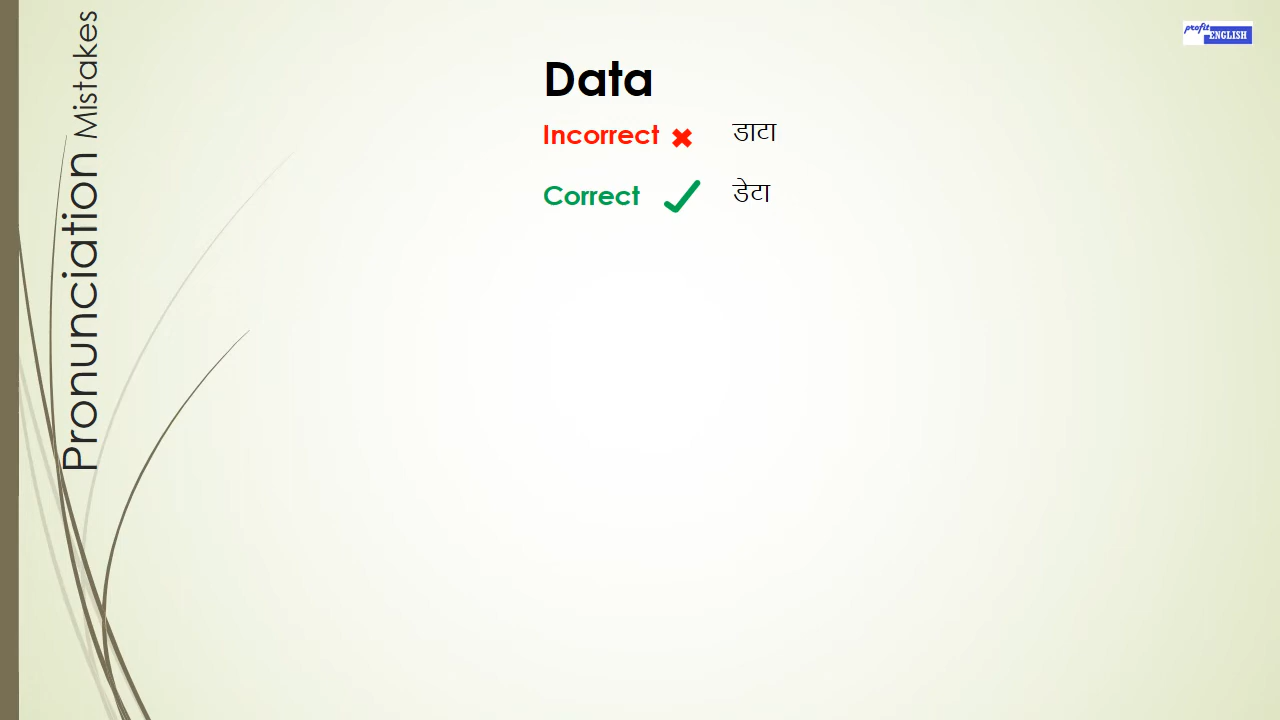 Pronunciation Mistakes
profit
ENGLISH
Data
Incorrect ✖ डाटा
Correct ✔ डेटा